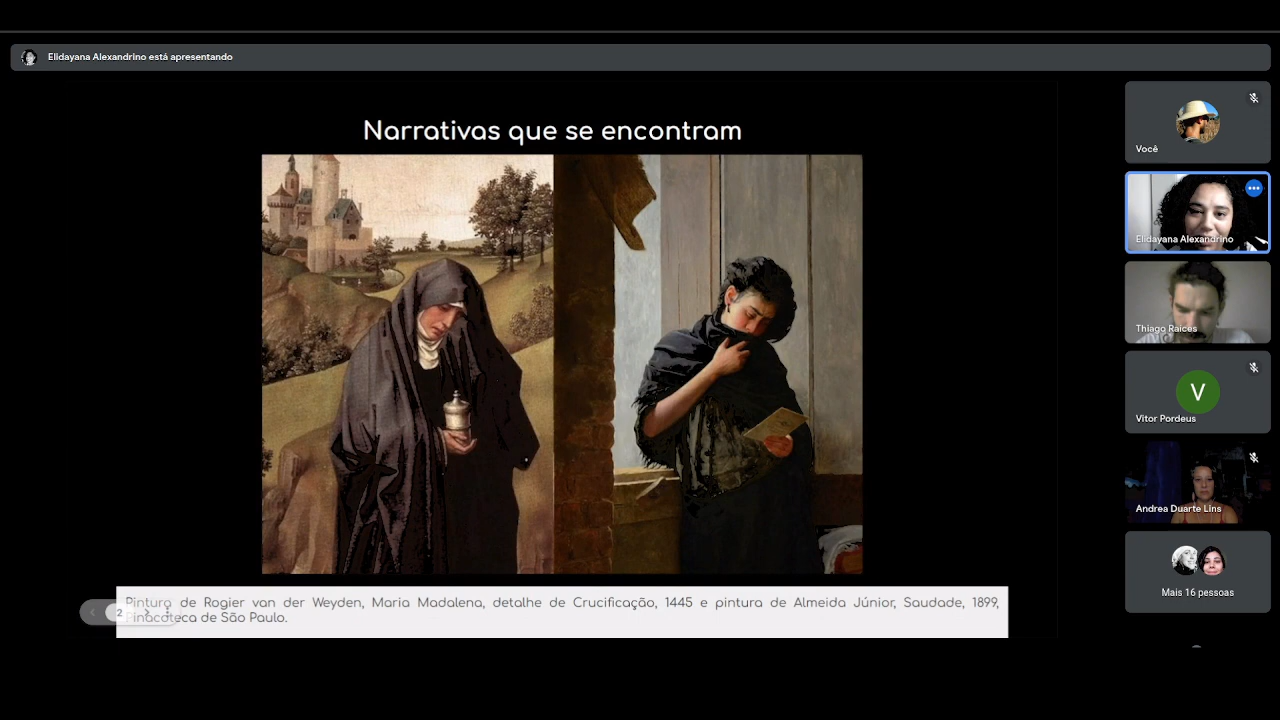 Elidayana Alexandrino está apresentando
Narrativas que se encontram
Pintura de Rogier van der Weyden, Maria Madalena, detalhe de Crucificação, 1445 e pintura de Almeida Júnior, Saudade, 1899,
Pinacoteca de São Paulo.
2
Você
Elidayana Alexandrino
Thiago Raices
V
Vitor Pordeus
Andrea Duarte Lins
Mais 16 pessoas